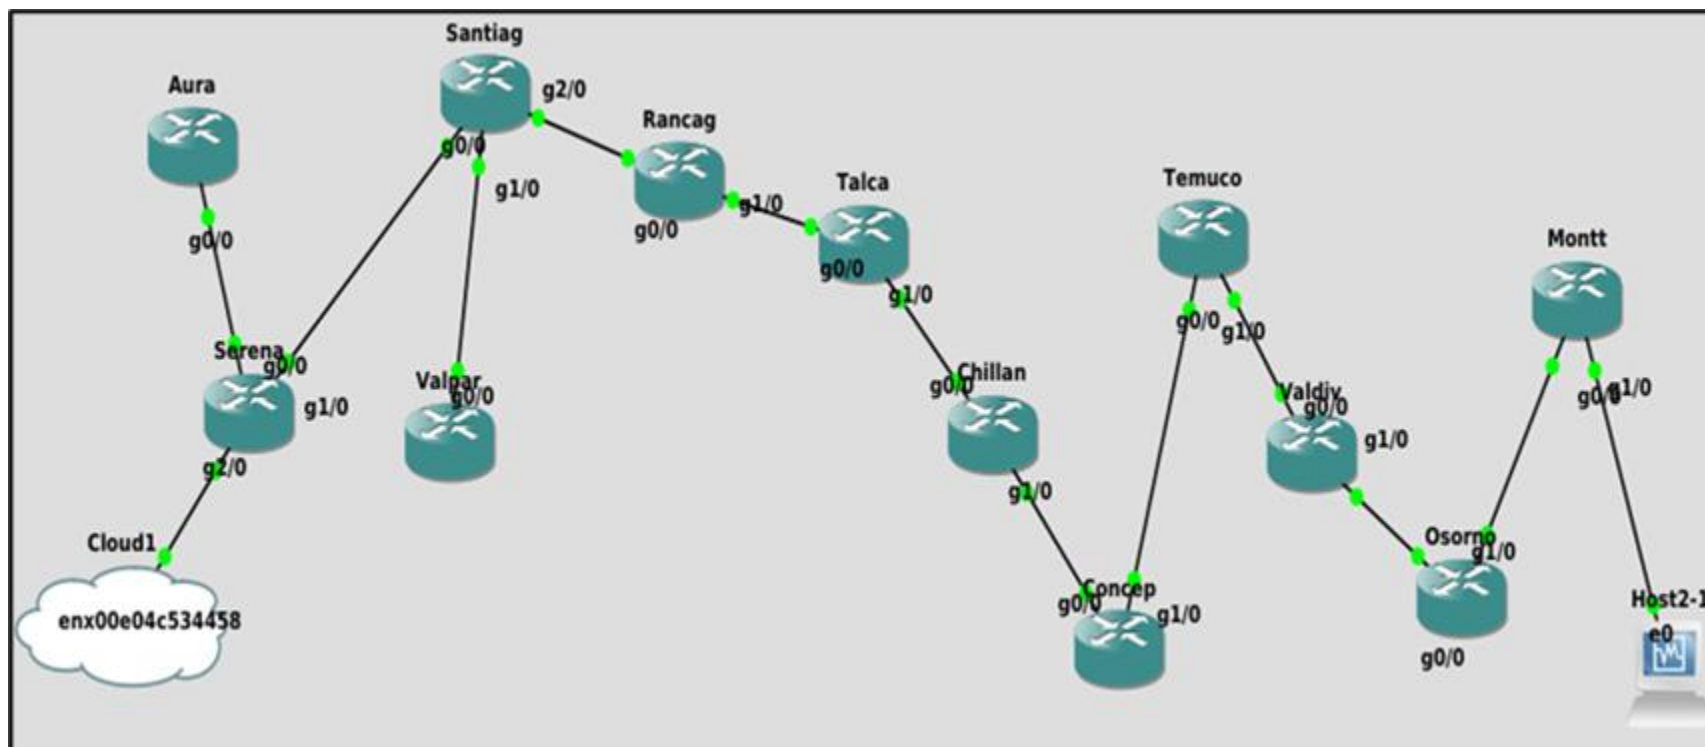 Santiag
g2/0
Aura
Rancag
g0/0
g1/0
Talca
g1/0
Temuco
g0/0
g0/0
g0/0
Montt
g1/0
g0/0
g1/0
Serena
g0/0
Valpar
g0/0
Chillan
g0/0
g0/0
g1/0
Valdiv
g0/0
g1/0
g1/0
g2/0
g1/0
Cloud1
Osorno
g1/0
enx00e04c534458
Concep
g0/0
g1/0
Host2-1
e0
g0/0